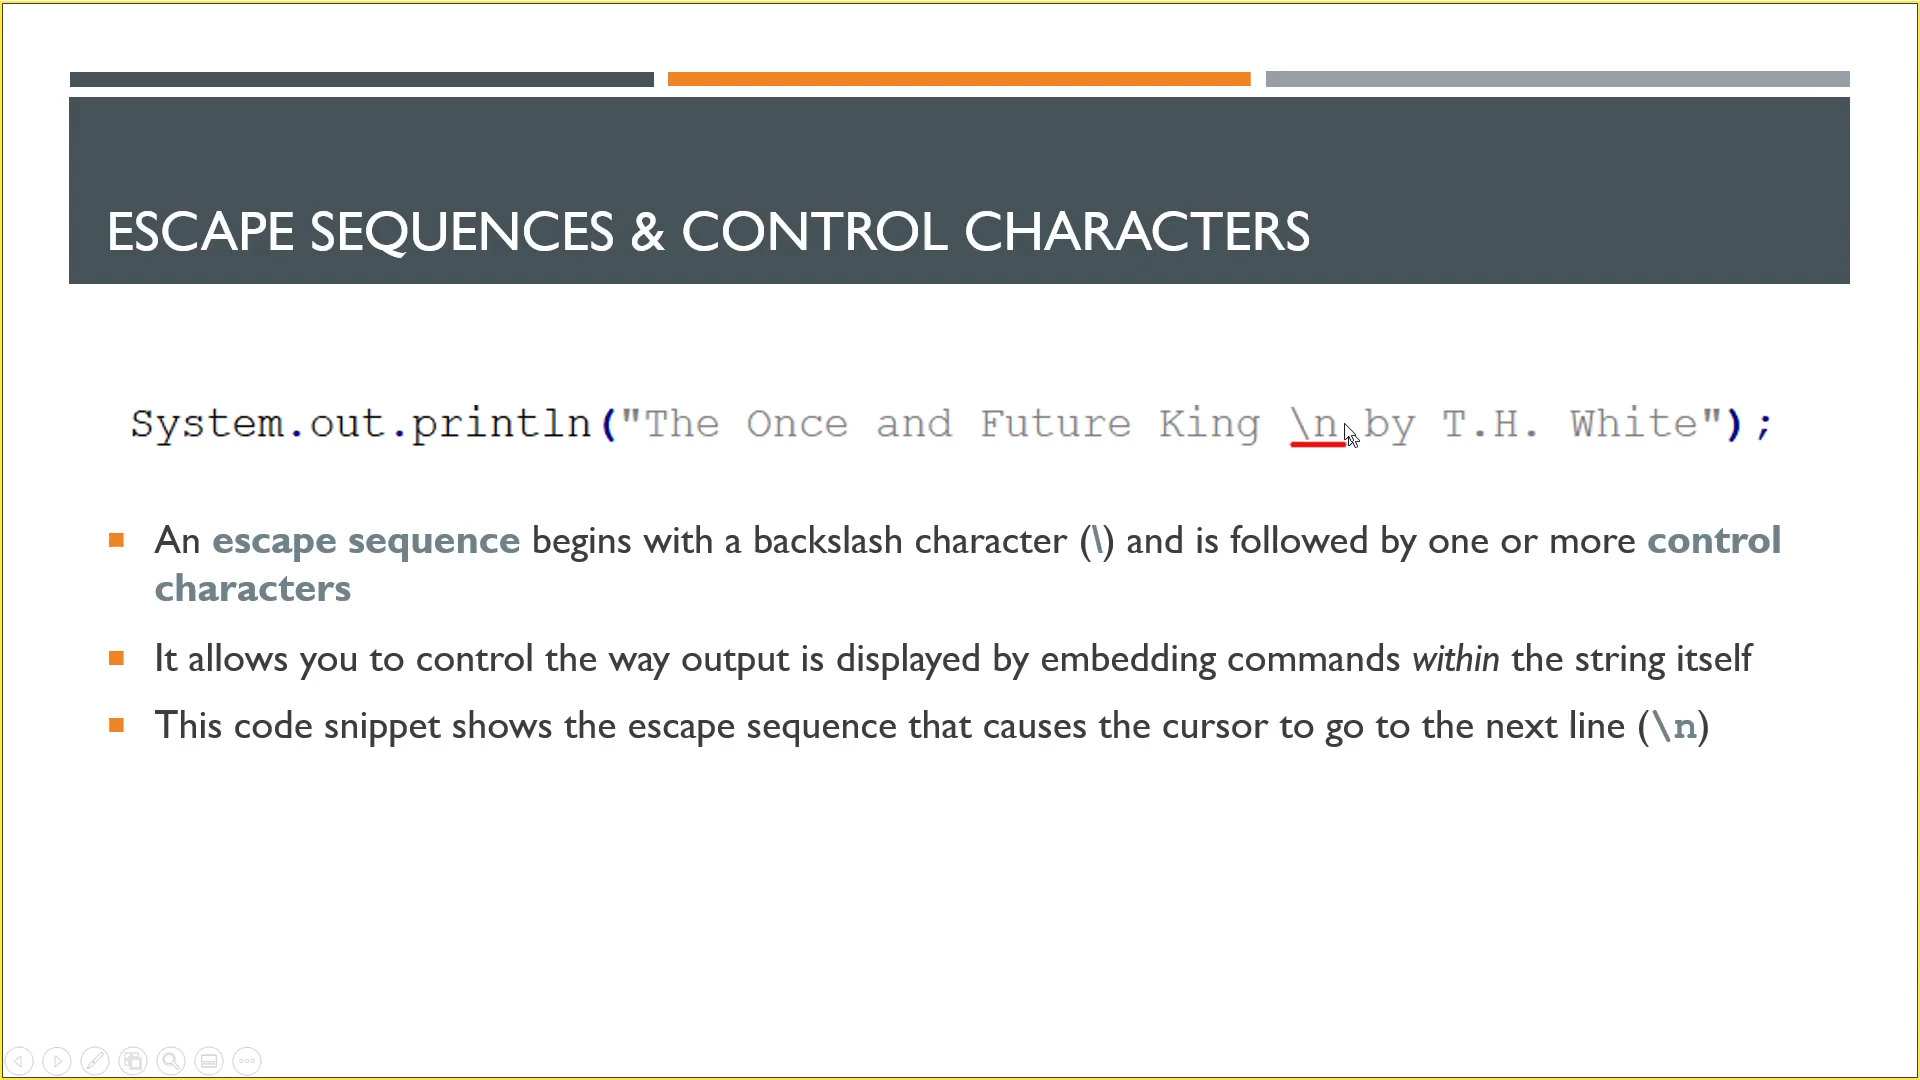 ESCAPE SEQUENCES & CONTROL CHARACTERS
System.out.println("The Once and Future King \n by T.H. White");
An escape sequence begins with a backslash character (\) and is followed by one or more control
characters
It allows you to control the way output is displayed by embedding commands within the string itself
This code snippet shows the escape sequence that causes the cursor to go to the next line (\n)